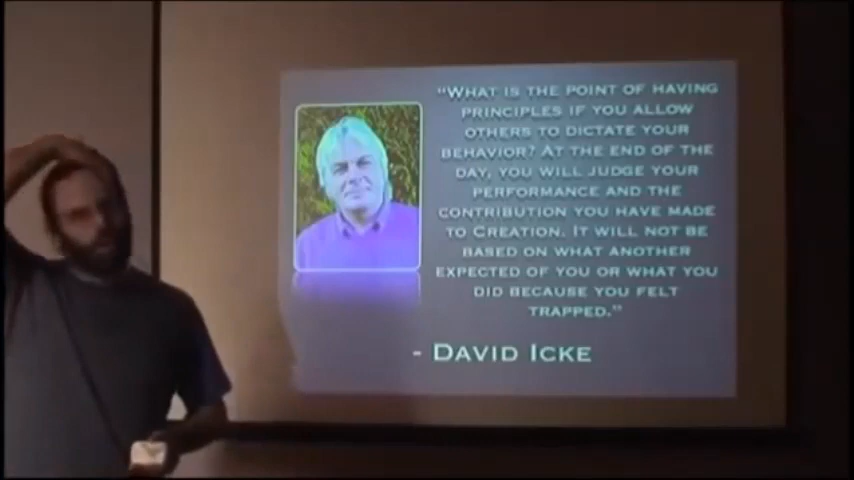 “What is the point of having
principles if you allow
others to dictate your
behavior? At the end of the
day, you will judge your
performance and the
contribution you have made
to Creation. It will not be
based on what another
expected of you or what you
did because you felt
trapped.”
- David Icke